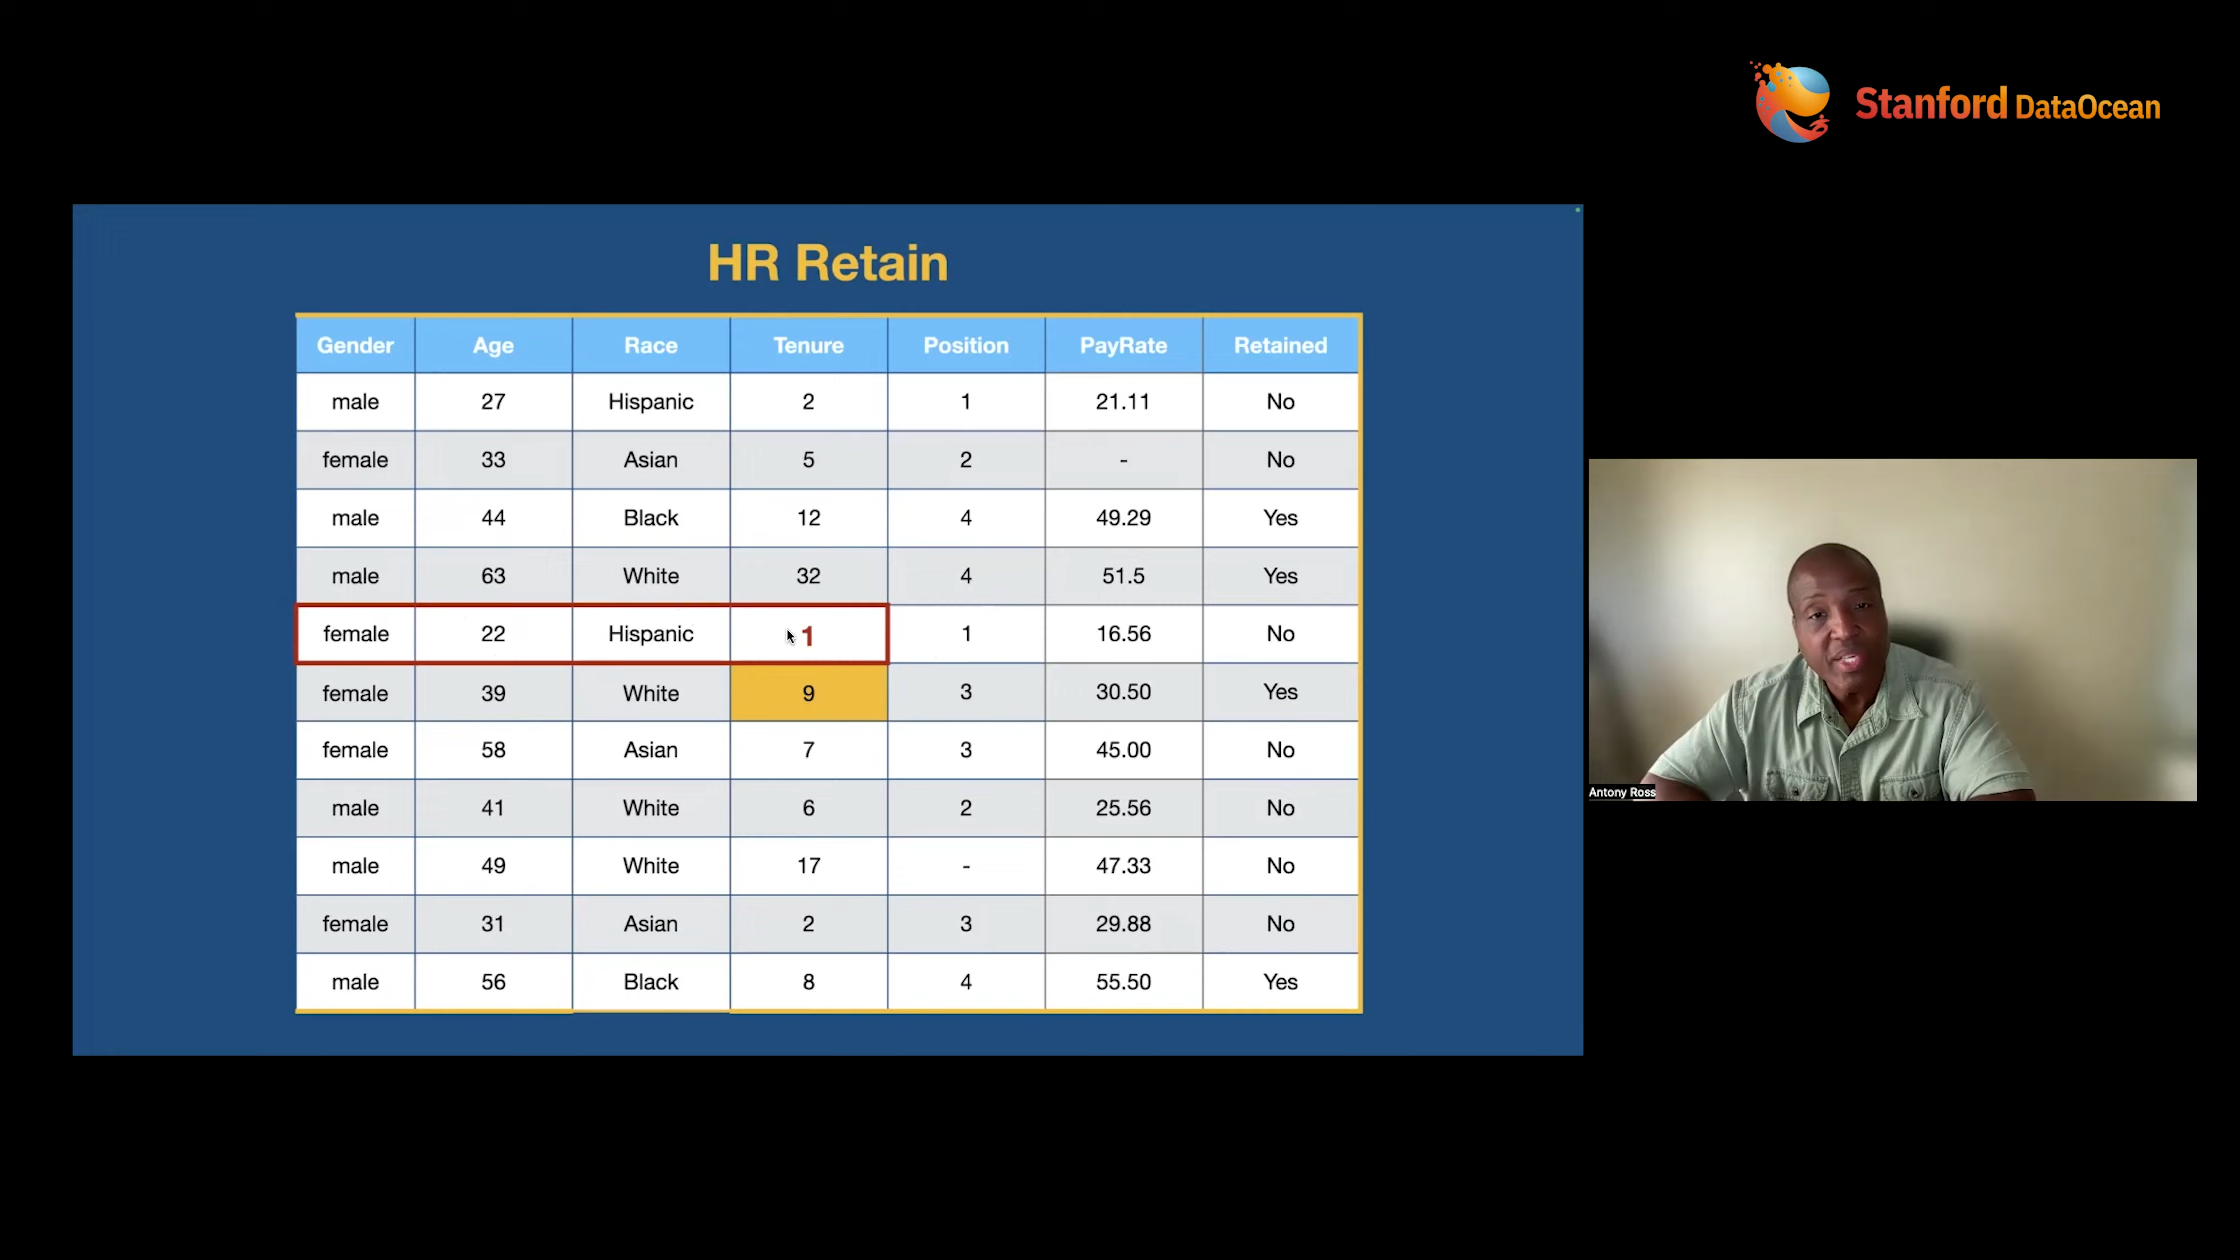 Stanford DataOcean
HR Retain
Gender Age Race Tenure Position PayRate Retained
male 27 Hispanic 2 1 21.11 No
female 33 Asian 5 2 - No
male 44 Black 12 4 49.29 Yes
male 63 White 32 4 51.5 Yes
female 22 Hispanic 1 1 16.56 No
female 39 White 9 3 30.50 Yes
female 58 Asian 7 3 45.00 No
male 41 White 6 2 25.56 No
male 49 White 17 - 47.33 No
female 31 Asian 2 3 29.88 No
male 56 Black 8 4 55.50 Yes
Antony Ross